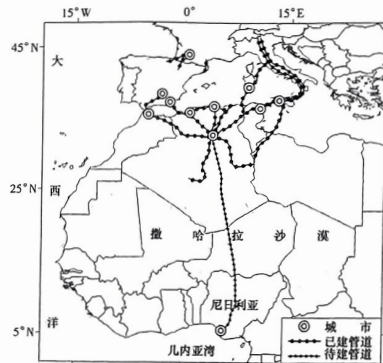 15°W
0°
15°E
45°N
大
25°N
西
撒 哈 拉 沙 漠
尼日利亚
5°N
洋
几内亚湾
城 市
已建管道
待建管道